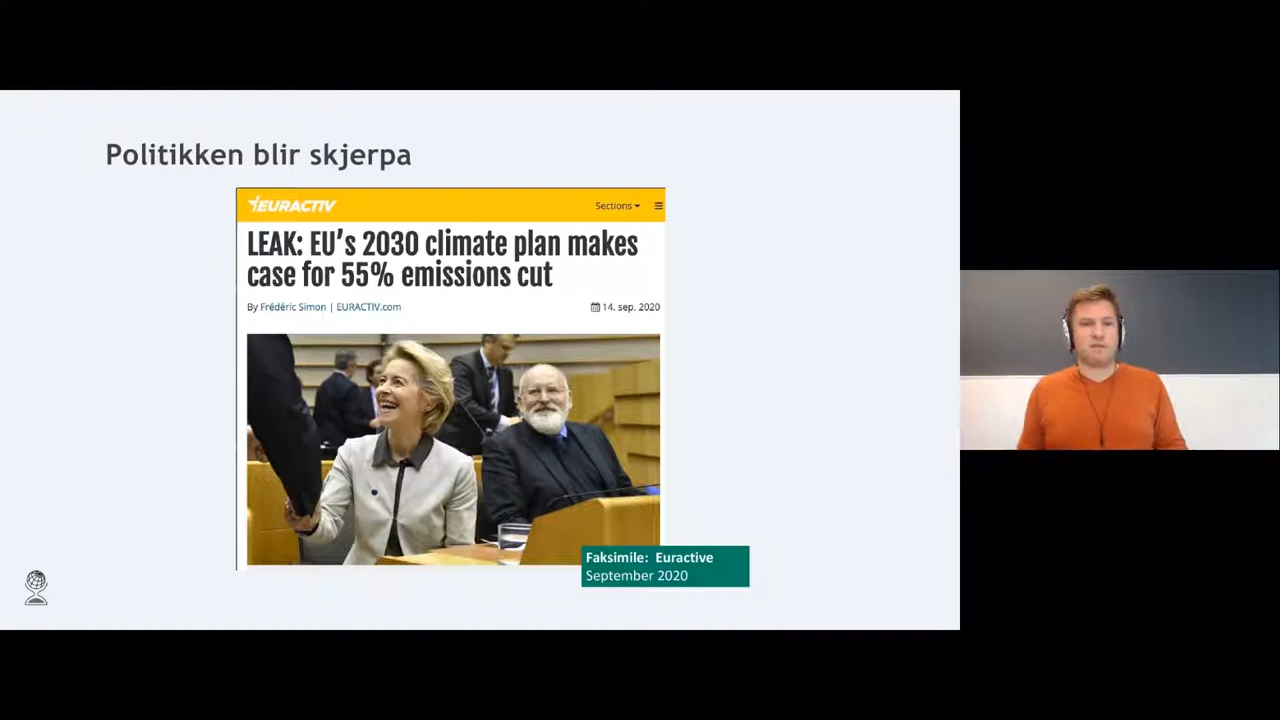 Politikken blir skjerpa
EURACTIV
Sections
LEAK: EU's 2030 climate plan makes
case for 55% emissions cut
By Frédéric Simon | EURACTIV.com
14. sep. 2020
Faksimile: Euractive
September 2020